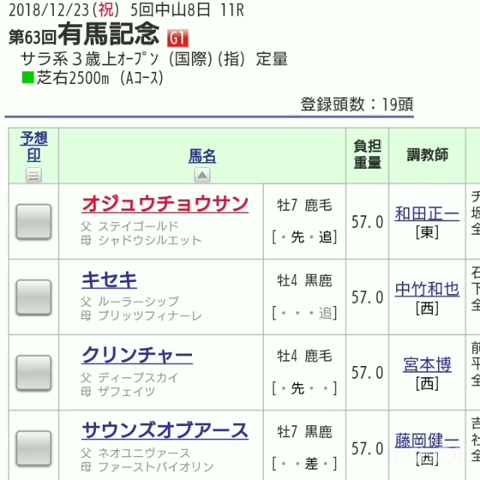 2018/12/23(祝) 5回中山8日 11R
第63回有馬記念 G1
サラ系3歳上オープン (国際)(指) 定量
芝右2500m (Aコース)
登録頭数：19頭
予想印 馬名 負担重量 調教師
オジュウチョウサン 牡7 鹿毛 57.0 和田正一
父 ステイゴールド [・先・追] [東]
母 シャドウシルエット
キセキ 牡4 黒鹿 57.0 中竹和也
父 ルーラーシップ [・・・追] [西]
母 ブリッツフィナーレ
クリンチャー 牡4 鹿毛 57.0 宮本博
父 ディープスカイ [・先・・] [西]
母 ザフェイツ
サウンズオブアース 牡7 黒鹿 57.0 藤岡健一
父 ネオユニヴァース [・・差・] [西]
母 ファーストバイオリン